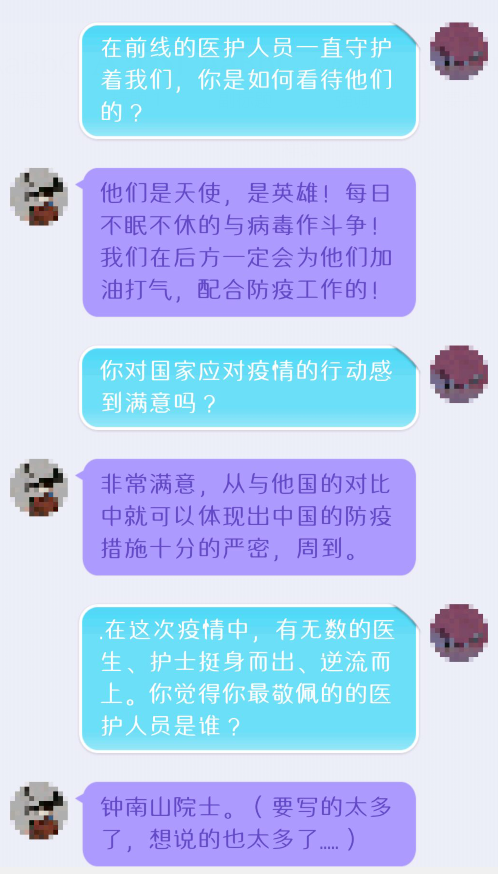 在前线的医护人员一直守护
着我们，你是如何看待他们
的？
他们是天使，是英雄！每日
不眠不休的与病毒作斗争！
我们在后方一定会为他们加
油打气，配合防疫工作的！
你对国家应对疫情的行动感
到满意吗？
非常满意，从与他国的对比
中就可以体现出中国的防疫
措施十分的严密，周到。
.在这次疫情中，有无数的医
生、护士挺身而出、逆流而
上。你觉得你最敬佩的的医
护人员是谁？
钟南山院士。（要写的太多
了，想说的也太多了.....）